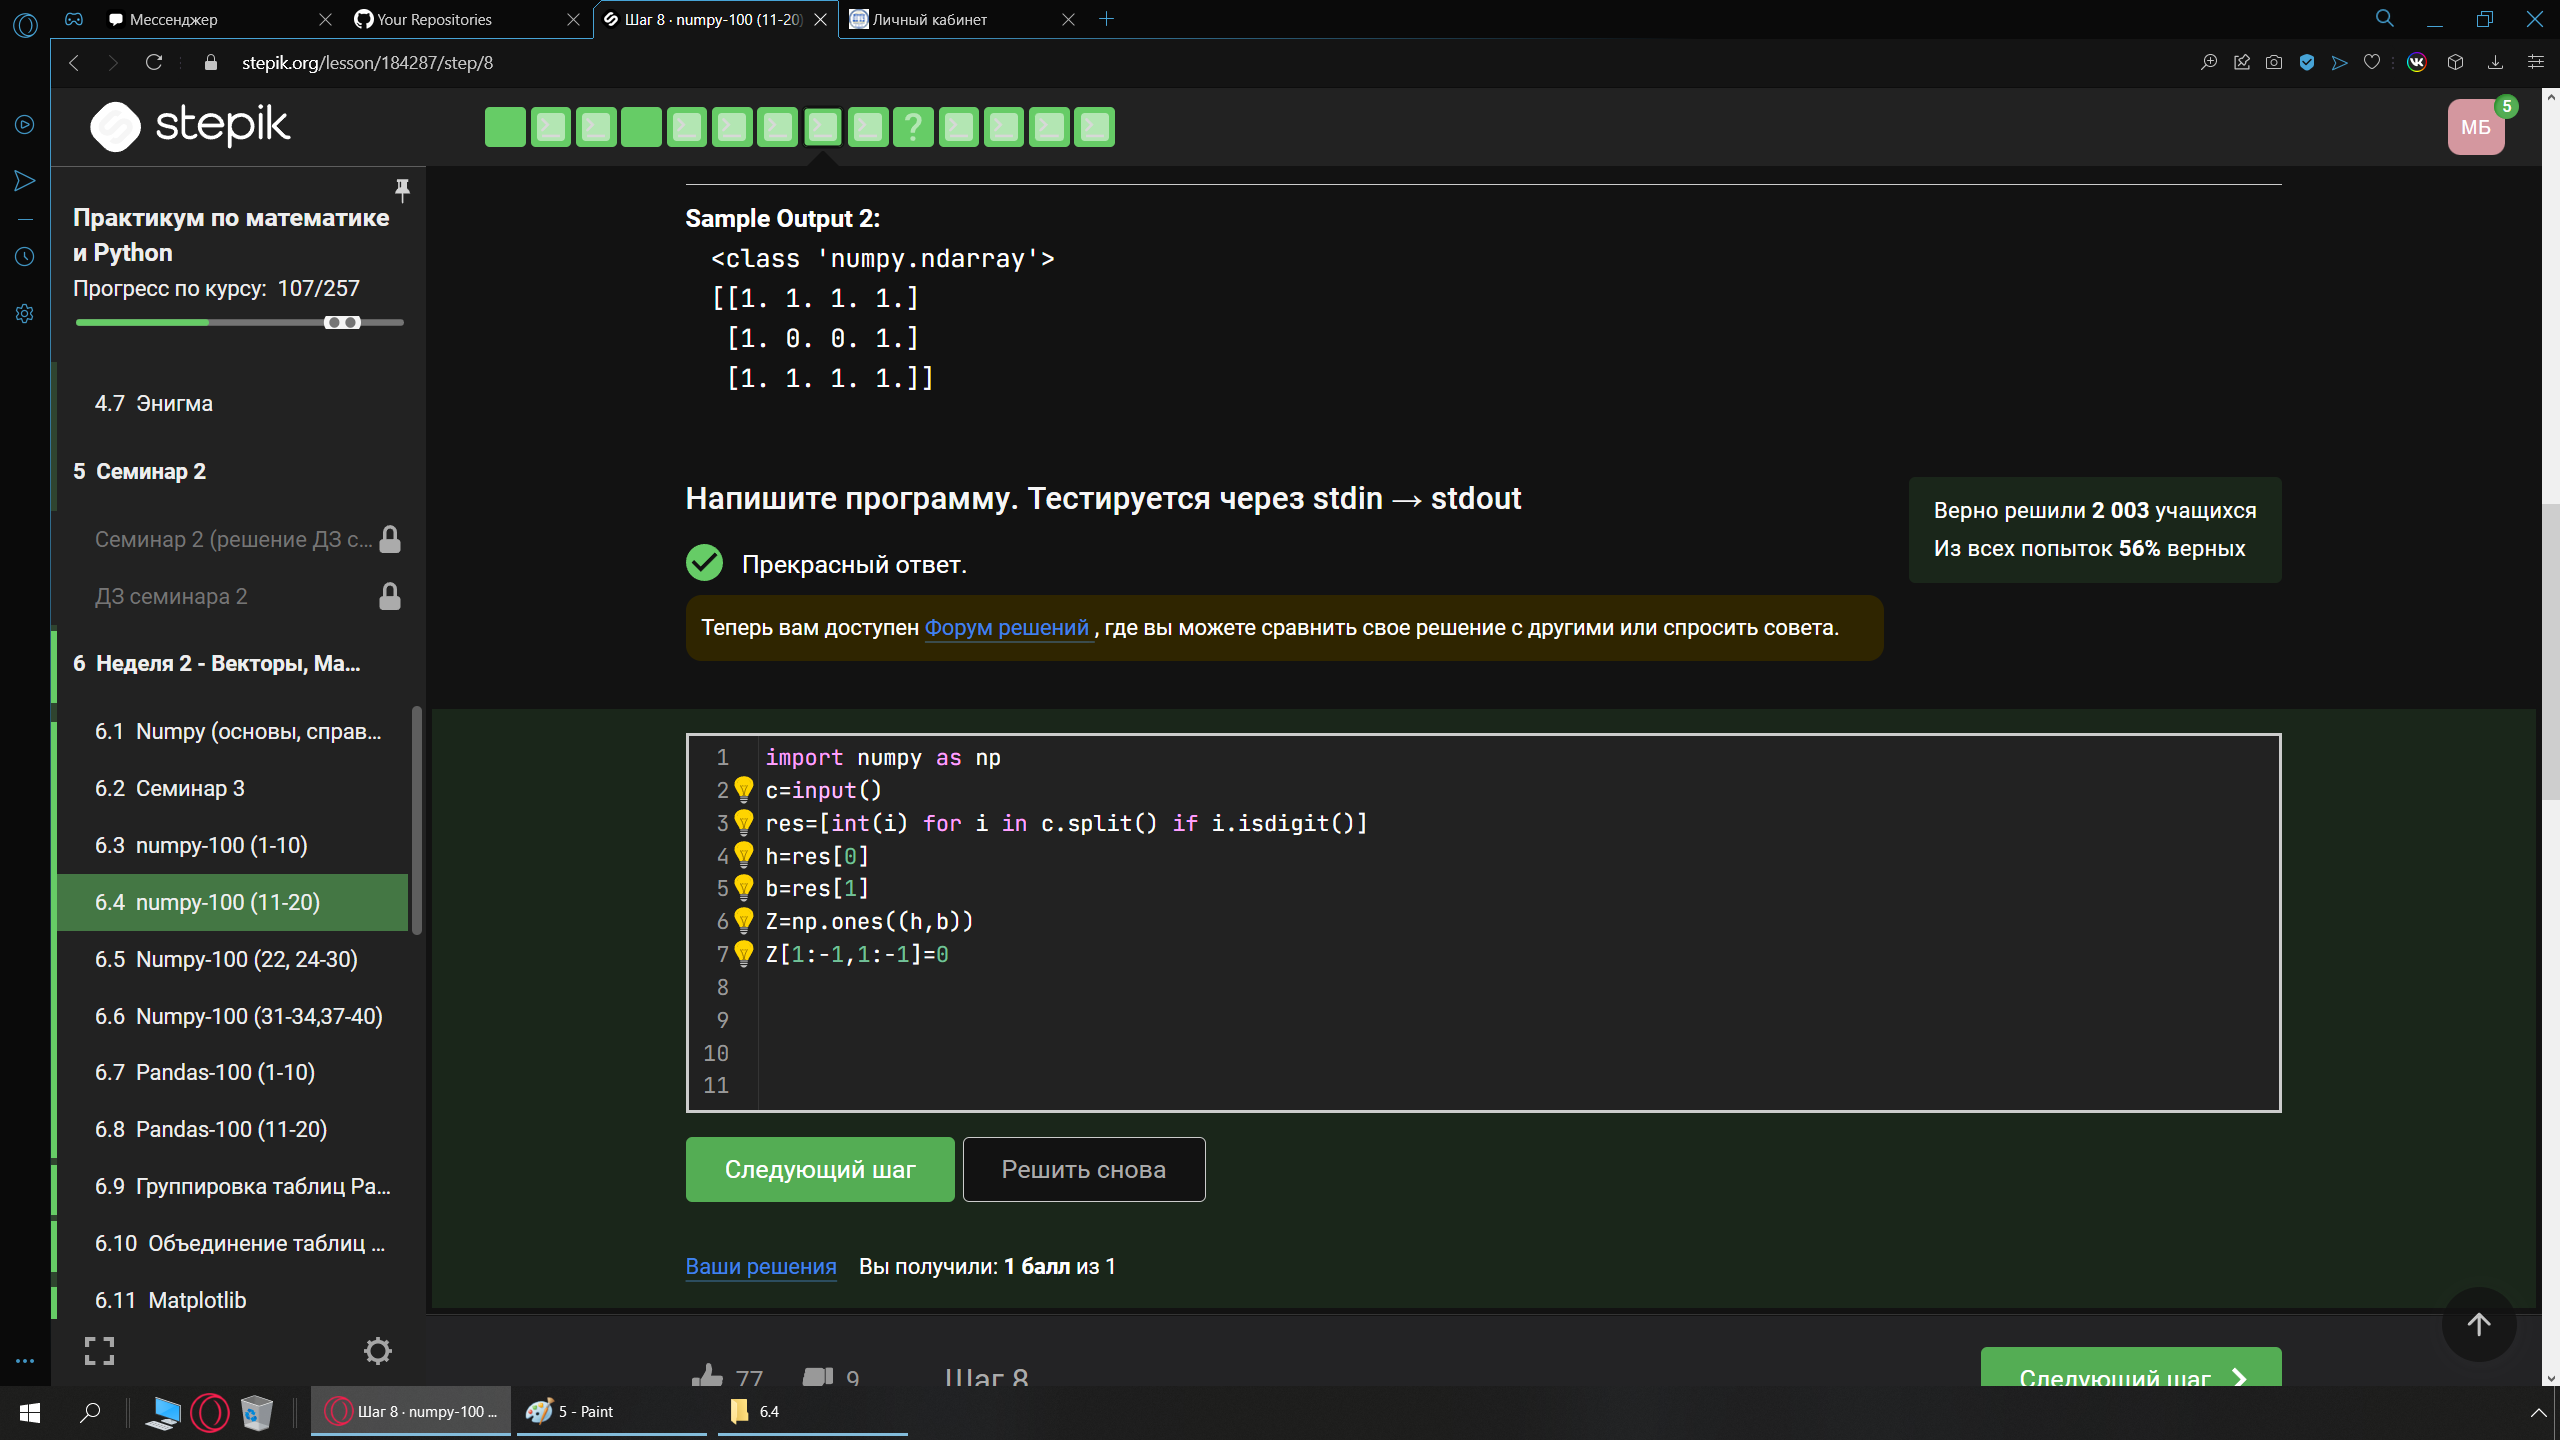 Мессенджер
Your Repositories
Шаг 8 · numpy-100 (11-20)
Личный кабинет
stepik.org/lesson/184287/step/8
stepik
?
МБ
5
Практикум по математике
и Python
Прогресс по курсу: 107/257
4.7 Энигма
5 Семинар 2
Семинар 2 (решение ДЗ с...
ДЗ семинара 2
6 Неделя 2 - Векторы, Ма...
6.1 Numpy (основы, справ...
6.2 Семинар 3
6.3 numpy-100 (1-10)
6.4 numpy-100 (11-20)
6.5 Numpy-100 (22, 24-30)
6.6 Numpy-100 (31-34,37-40)
6.7 Pandas-100 (1-10)
6.8 Pandas-100 (11-20)
6.9 Группировка таблиц Pa...
6.10 Объединение таблиц ...
6.11 Matplotlib
Sample Output 2:
<class 'numpy.ndarray'>
[[1. 1. 1. 1.]
[1. 0. 0. 1.]
[1. 1. 1. 1.]]
Напишите программу. Тестируется через stdin → stdout
Верно решили 2 003 учащихся
Из всех попыток 56% верных
Прекрасный ответ.
Теперь вам доступен Форум решений , где вы можете сравнить свое решение с другими или спросить совета.
1 import numpy as np
2 c=input()
3 res=[int(i) for i in c.split() if i.isdigit()]
4 h=res[0]
5 b=res[1]
6 Z=np.ones((h,b))
7 Z[1:-1,1:-1]=0
8
9
10
11
Следующий шаг
Решить снова
Ваши решения Вы получили: 1 балл из 1
77
9
Шаг 8
Следующий шаг
Шаг 8 · numpy-100 ...
5 - Paint
6.4